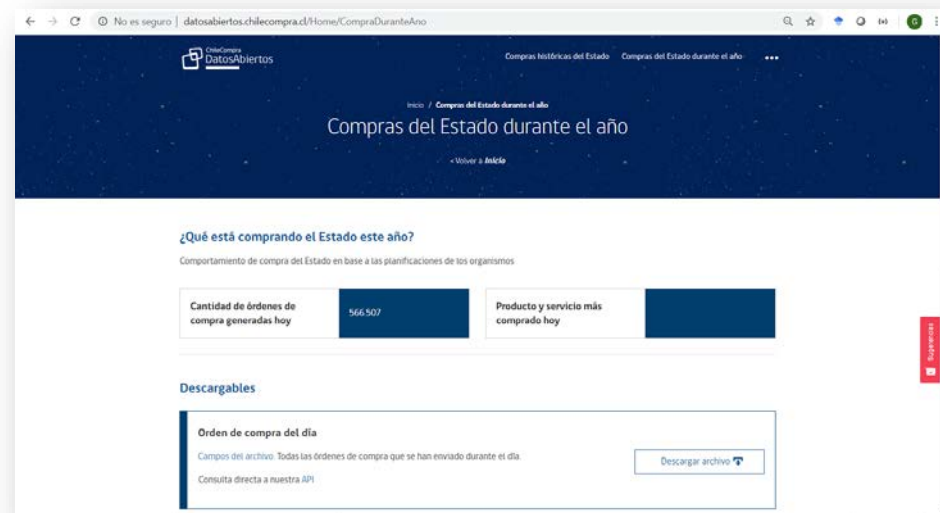 No es seguro | datosabiertos.chilecompra.cl/Home/CompraDuranteAno
ChileCompra
DatosAbiertos
Compras históricas del Estado Compras del Estado durante el año
Inicio / Compras del Estado durante el año
Compras del Estado durante el año
< Volver a Inicio
¿Qué está comprando el Estado este año?
Comportamiento de compra del Estado en base a las planificaciones de los organismos
Cantidad de órdenes de compra generadas hoy
566.507
Producto y servicio más comprado hoy
Sugerencias
Descargables
Orden de compra del día
Campos del archivo. Todas las órdenes de compra que se han enviado durante el día.
Descargar archivo
Consulta directa a nuestra API